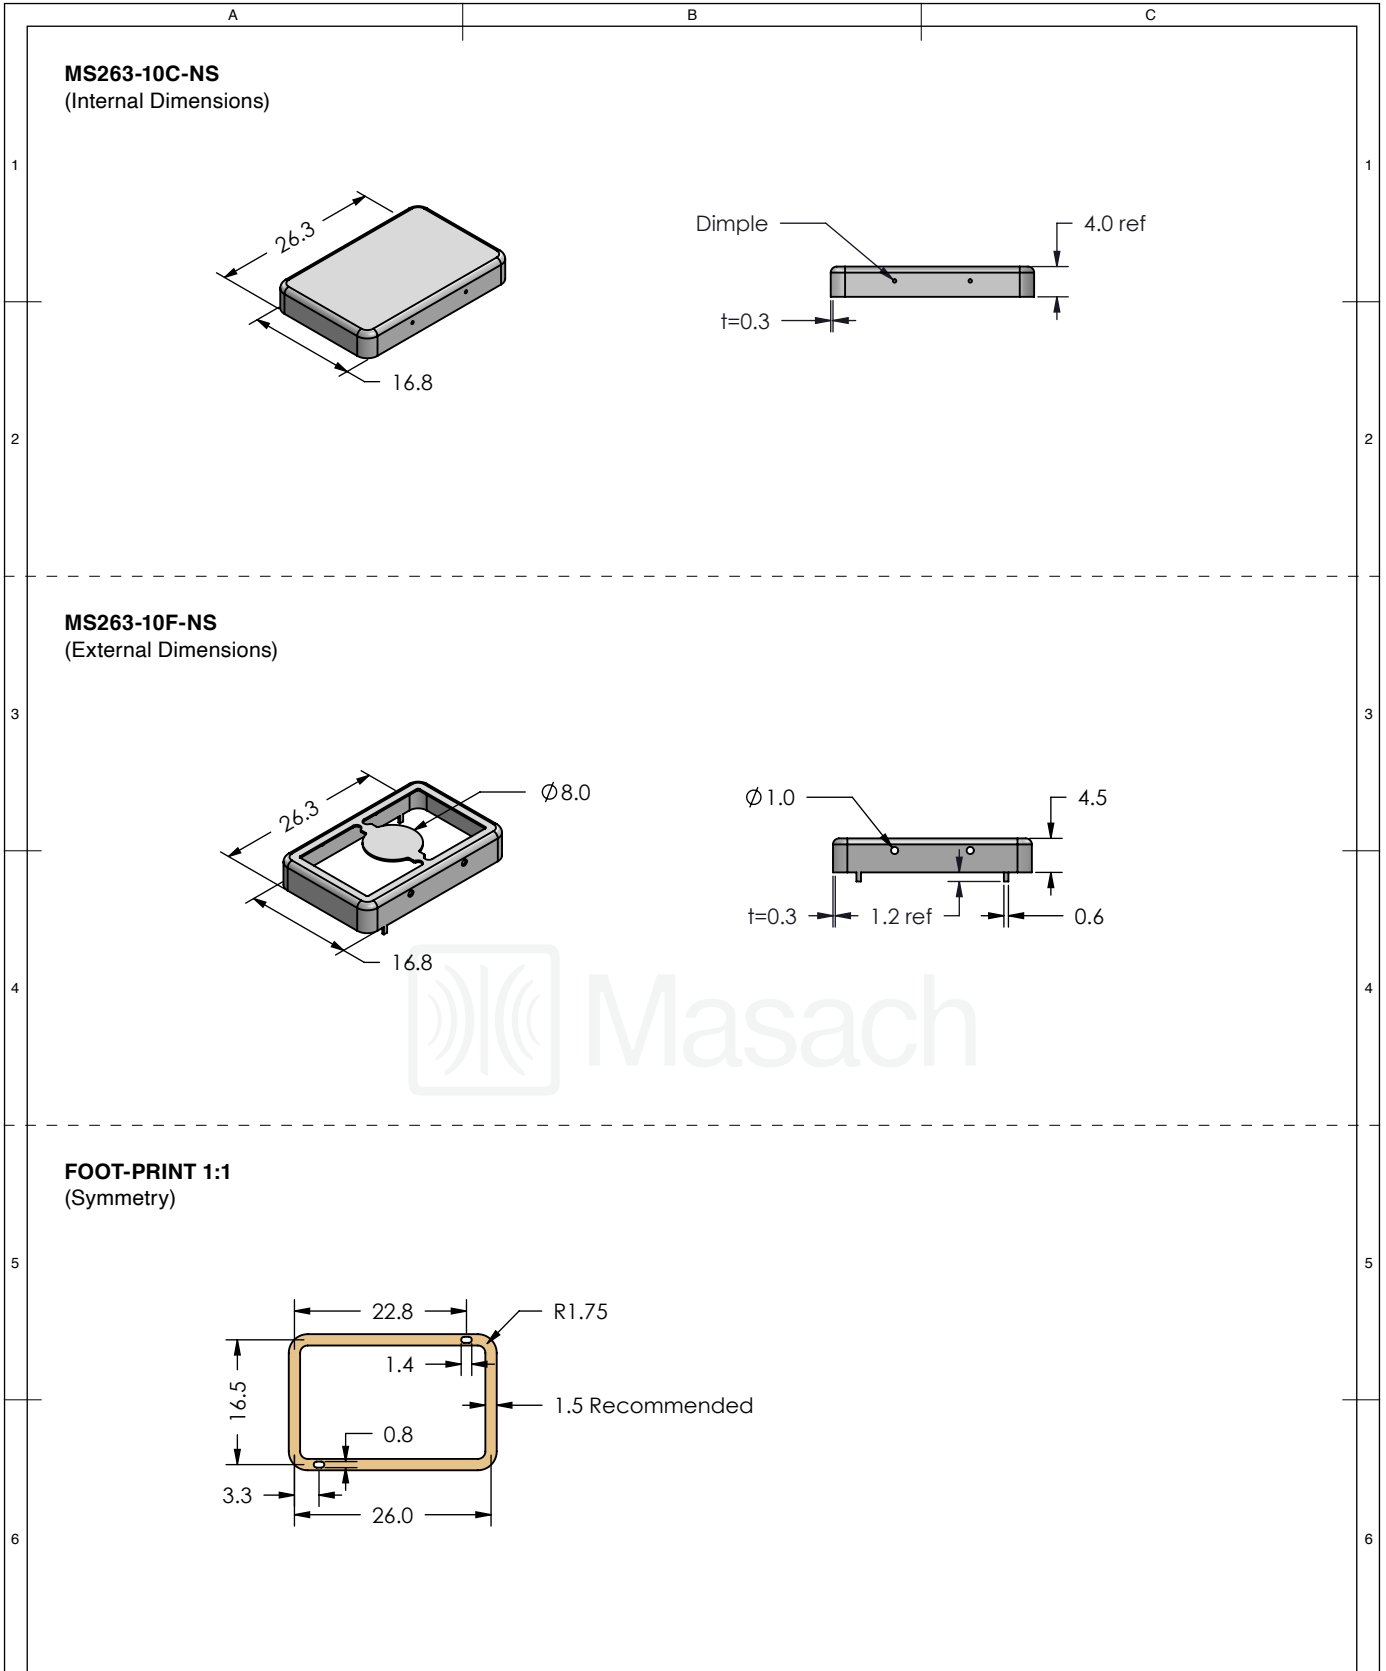 A B C
MS263-10C-NS
(Internal Dimensions)
1 1
26.3
Dimple
4.0 ref
t=0.3
16.8
2 2
MS263-10F-NS
(External Dimensions)
3 3
26.3
Ø8.0
Ø1.0
4.5
t=0.3
1.2 ref
0.6
16.8
Masach
4 4
FOOT-PRINT 1:1
(Symmetry)
5 5
22.8
R1.75
1.4
16.5
1.5 Recommended
0.8
3.3
26.0
6 6